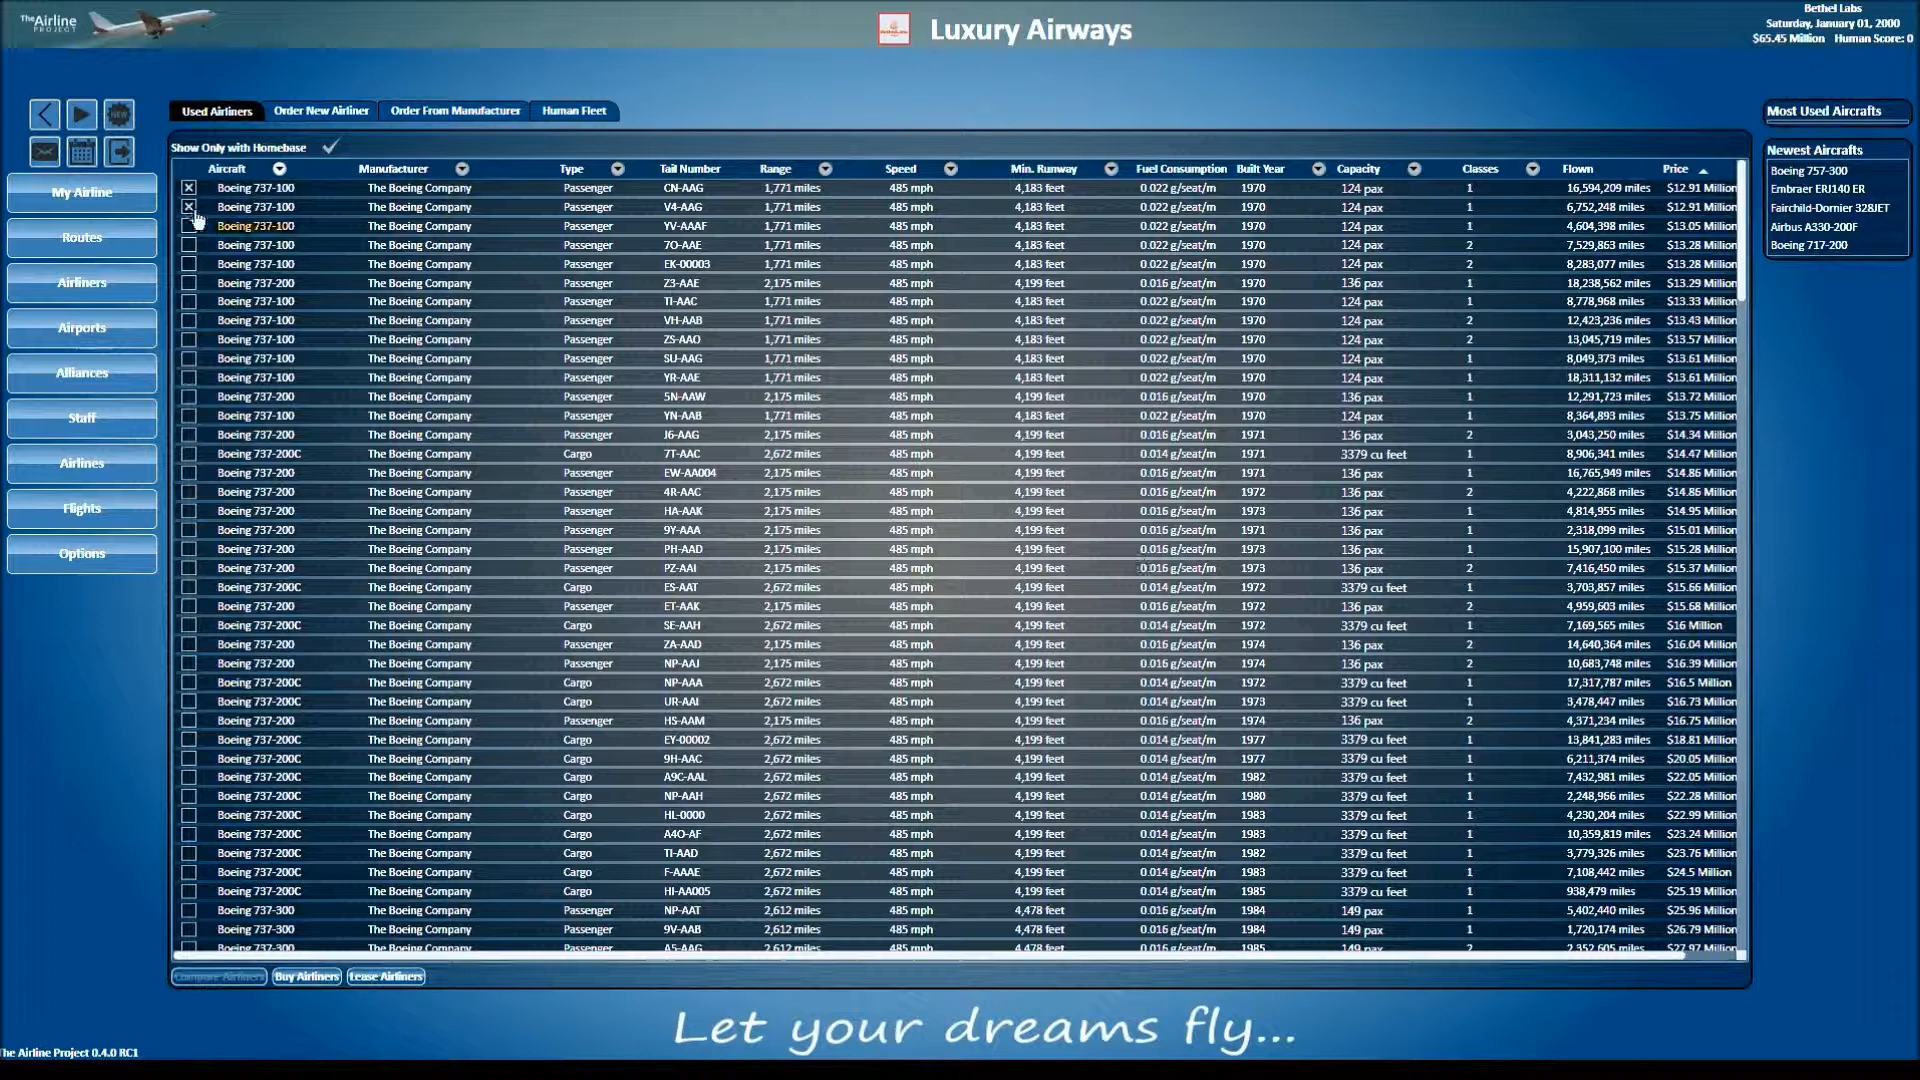 TheAirline
PROJECT
Luxury Airways
Bethel Labs
Saturday, January 01, 2000
$65.45 Million Human Score: 0
Used Airliners Order New Airliner Order From Manufacturer Human Fleet
Most Used Aircrafts
Newest Aircrafts
Boeing 757-300
Embraer ERJ140 ER
Fairchild-Dornier 328JET
Airbus A330-200F
Boeing 717-200
NEW
My Airline
Routes
Airliners
Airports
Alliances
Staff
Airlines
Flights
Options
Show Only with Homebase
Aircraft Manufacturer Type Tail Number Range Speed Min. Runway Fuel Consumption Built Year Capacity Classes Flown Price
Boeing 737-100 The Boeing Company Passenger CN-AAG 1,771 miles 485 mph 4,183 feet 0.022 g/seat/m 1970 124 pax 1 16,594,209 miles $12.91 Million
Boeing 737-100 The Boeing Company Passenger V4-AAG 1,771 miles 485 mph 4,183 feet 0.022 g/seat/m 1970 124 pax 1 6,752,248 miles $12.91 Million
Boeing 737-100 The Boeing Company Passenger YV-AAAF 1,771 miles 485 mph 4,183 feet 0.022 g/seat/m 1970 124 pax 1 4,604,398 miles $13.05 Million
Boeing 737-100 The Boeing Company Passenger 7O-AAE 1,771 miles 485 mph 4,183 feet 0.022 g/seat/m 1970 124 pax 2 7,529,863 miles $13.28 Million
Boeing 737-100 The Boeing Company Passenger EK-00003 1,771 miles 485 mph 4,183 feet 0.022 g/seat/m 1970 124 pax 2 8,283,077 miles $13.28 Million
Boeing 737-200 The Boeing Company Passenger Z3-AAE 2,175 miles 485 mph 4,199 feet 0.016 g/seat/m 1970 136 pax 1 18,238,562 miles $13.29 Million
Boeing 737-100 The Boeing Company Passenger TI-AAC 1,771 miles 485 mph 4,183 feet 0.022 g/seat/m 1970 124 pax 1 8,778,968 miles $13.33 Million
Boeing 737-100 The Boeing Company Passenger VH-AAB 1,771 miles 485 mph 4,183 feet 0.022 g/seat/m 1970 124 pax 2 12,423,236 miles $13.43 Million
Boeing 737-100 The Boeing Company Passenger ZS-AAO 1,771 miles 485 mph 4,183 feet 0.022 g/seat/m 1970 124 pax 2 13,045,719 miles $13.57 Million
Boeing 737-100 The Boeing Company Passenger SU-AAG 1,771 miles 485 mph 4,183 feet 0.022 g/seat/m 1970 124 pax 1 8,049,373 miles $13.61 Million
Boeing 737-100 The Boeing Company Passenger YR-AAE 1,771 miles 485 mph 4,183 feet 0.022 g/seat/m 1970 124 pax 1 18,311,132 miles $13.61 Million
Boeing 737-200 The Boeing Company Passenger 5N-AAW 2,175 miles 485 mph 4,199 feet 0.016 g/seat/m 1970 136 pax 1 12,291,723 miles $13.72 Million
Boeing 737-100 The Boeing Company Passenger YN-AAB 1,771 miles 485 mph 4,183 feet 0.022 g/seat/m 1970 124 pax 1 8,364,893 miles $13.75 Million
Boeing 737-200 The Boeing Company Passenger J6-AAG 2,175 miles 485 mph 4,199 feet 0.016 g/seat/m 1971 136 pax 2 3,043,250 miles $14.34 Million
Boeing 737-200C The Boeing Company Cargo 7T-AAC 2,672 miles 485 mph 4,199 feet 0.014 g/seat/m 1971 3379 cu feet 1 8,906,341 miles $14.47 Million
Boeing 737-200 The Boeing Company Passenger EW-AA004 2,175 miles 485 mph 4,199 feet 0.016 g/seat/m 1971 136 pax 1 16,765,949 miles $14.86 Million
Boeing 737-200 The Boeing Company Passenger 4R-AAC 2,175 miles 485 mph 4,199 feet 0.016 g/seat/m 1972 136 pax 2 4,222,868 miles $14.86 Million
Boeing 737-200 The Boeing Company Passenger HA-AAK 2,175 miles 485 mph 4,199 feet 0.016 g/seat/m 1973 136 pax 1 4,814,955 miles $14.95 Million
Boeing 737-200 The Boeing Company Passenger 9Y-AAA 2,175 miles 485 mph 4,199 feet 0.016 g/seat/m 1971 136 pax 1 2,318,099 miles $15.01 Million
Boeing 737-200 The Boeing Company Passenger PH-AAD 2,175 miles 485 mph 4,199 feet 0.016 g/seat/m 1973 136 pax 1 15,907,100 miles $15.28 Million
Boeing 737-200 The Boeing Company Passenger PZ-AAI 2,175 miles 485 mph 4,199 feet 0.016 g/seat/m 1973 136 pax 2 7,416,450 miles $15.37 Million
Boeing 737-200C The Boeing Company Cargo ES-AAT 2,672 miles 485 mph 4,199 feet 0.014 g/seat/m 1972 3379 cu feet 1 3,703,857 miles $15.66 Million
Boeing 737-200 The Boeing Company Passenger ET-AAK 2,175 miles 485 mph 4,199 feet 0.016 g/seat/m 1972 136 pax 2 4,959,603 miles $15.68 Million
Boeing 737-200C The Boeing Company Cargo SE-AAH 2,672 miles 485 mph 4,199 feet 0.014 g/seat/m 1972 3379 cu feet 1 7,169,565 miles $16 Million
Boeing 737-200 The Boeing Company Passenger ZA-AAD 2,175 miles 485 mph 4,199 feet 0.016 g/seat/m 1974 136 pax 2 14,640,364 miles $16.04 Million
Boeing 737-200 The Boeing Company Passenger NP-AAJ 2,175 miles 485 mph 4,199 feet 0.016 g/seat/m 1974 136 pax 2 10,683,748 miles $16.39 Million
Boeing 737-200C The Boeing Company Cargo NP-AAA 2,672 miles 485 mph 4,199 feet 0.014 g/seat/m 1972 3379 cu feet 1 17,317,787 miles $16.5 Million
Boeing 737-200C The Boeing Company Cargo UR-AAI 2,672 miles 485 mph 4,199 feet 0.014 g/seat/m 1973 3379 cu feet 1 3,478,447 miles $16.73 Million
Boeing 737-200 The Boeing Company Passenger HS-AAM 2,175 miles 485 mph 4,199 feet 0.016 g/seat/m 1974 136 pax 2 4,371,234 miles $16.75 Million
Boeing 737-200C The Boeing Company Cargo EY-00002 2,672 miles 485 mph 4,199 feet 0.014 g/seat/m 1977 3379 cu feet 1 13,841,283 miles $18.81 Million
Boeing 737-200C The Boeing Company Cargo 9H-AAC 2,672 miles 485 mph 4,199 feet 0.014 g/seat/m 1977 3379 cu feet 1 6,211,374 miles $20.05 Million
Boeing 737-200C The Boeing Company Cargo A9C-AAL 2,672 miles 485 mph 4,199 feet 0.014 g/seat/m 1982 3379 cu feet 1 7,432,981 miles $22.05 Million
Boeing 737-200C The Boeing Company Cargo NP-AAH 2,672 miles 485 mph 4,199 feet 0.014 g/seat/m 1980 3379 cu feet 1 2,248,966 miles $22.28 Million
Boeing 737-200C The Boeing Company Cargo HL-0000 2,672 miles 485 mph 4,199 feet 0.014 g/seat/m 1983 3379 cu feet 1 4,230,204 miles $22.99 Million
Boeing 737-200C The Boeing Company Cargo A4O-AF 2,672 miles 485 mph 4,199 feet 0.014 g/seat/m 1983 3379 cu feet 1 10,359,819 miles $23.24 Million
Boeing 737-200C The Boeing Company Cargo TI-AAD 2,672 miles 485 mph 4,199 feet 0.014 g/seat/m 1982 3379 cu feet 1 3,779,326 miles $23.76 Million
Boeing 737-200C The Boeing Company Cargo F-AAAE 2,672 miles 485 mph 4,199 feet 0.014 g/seat/m 1983 3379 cu feet 1 7,108,442 miles $24.5 Million
Boeing 737-200C The Boeing Company Cargo HI-AA005 2,672 miles 485 mph 4,199 feet 0.014 g/seat/m 1985 3379 cu feet 1 938,479 miles $25.19 Million
Boeing 737-300 The Boeing Company Passenger NP-AAT 2,612 miles 485 mph 4,478 feet 0.016 g/seat/m 1984 149 pax 1 5,402,440 miles $25.96 Million
Boeing 737-300 The Boeing Company Passenger 9V-AAB 2,612 miles 485 mph 4,478 feet 0.016 g/seat/m 1984 149 pax 1 1,720,174 miles $26.79 Million
Boeing 737-300 The Boeing Company Passenger A5-AAG 2,612 miles 485 mph 4,478 feet 0.016 g/seat/m 1985 149 pax 2 2,352,605 miles $27.97 Million
Compare Airliners Buy Airliners Lease Airliners
Let your dreams fly...
The Airline Project 0.4.0 RC1